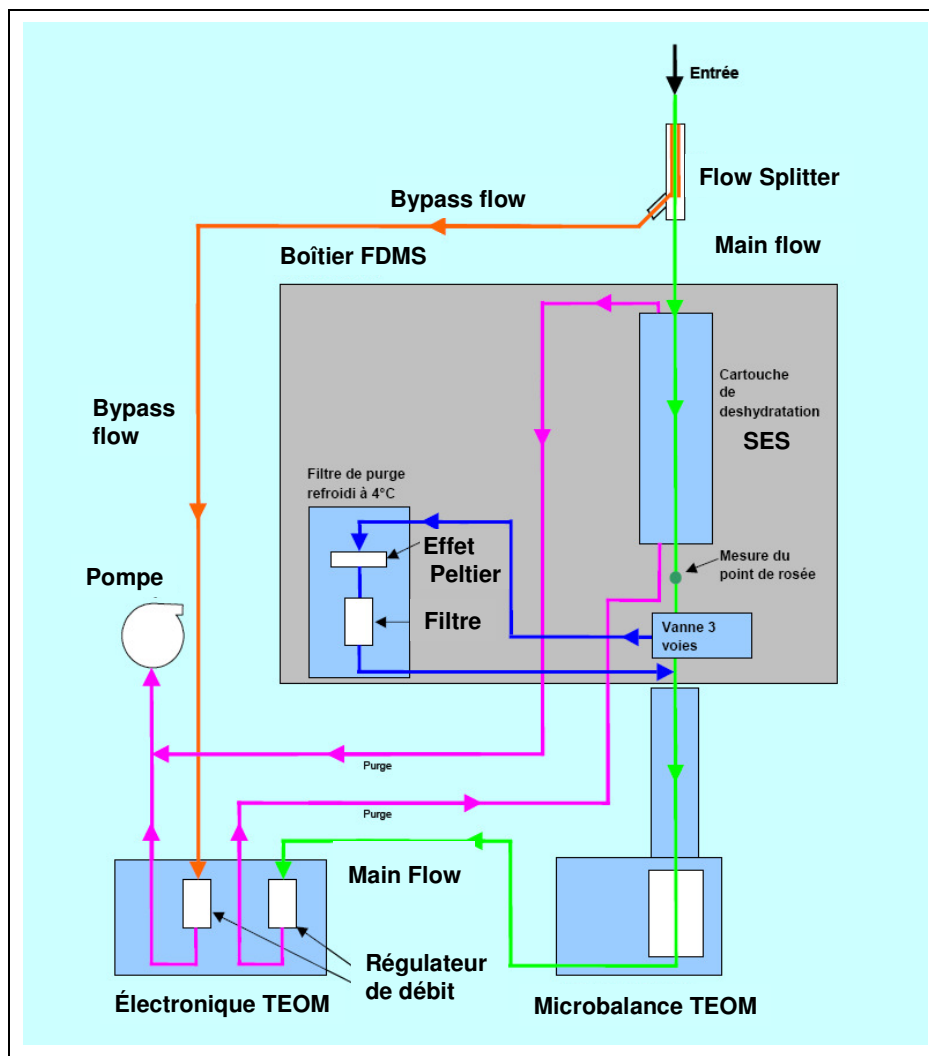 Entrée
Flow Splitter
Bypass flow
Main flow
Boîtier FDMS
Cartouche
de
deshydratation
SES
Bypass
flow
Filtre de purge
refroidi à 4°C
Effet
Peltier
Mesure du
point de rosée
Pompe
Filtre
Vanne 3
voies
Purge
Purge
Main Flow
Régulateur
de débit
Électronique TEOM
Microbalance TEOM